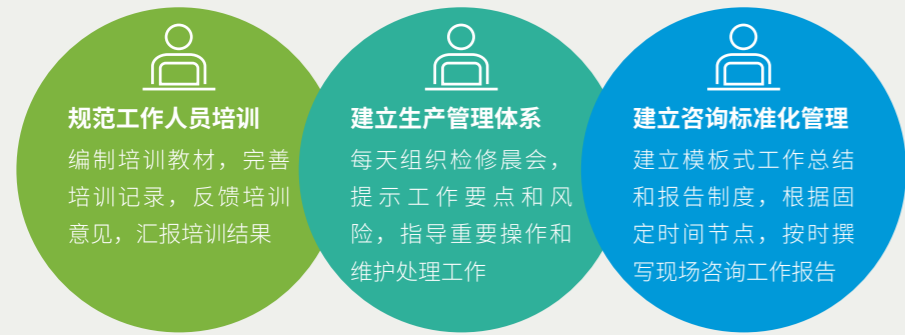 规范工作人员培训
编制培训教材，完善
培训记录，反馈培训
意见，汇报培训结果
建立生产管理体系
每天组织检修晨会，
提示工作要点和风
险，指导重要操作和
维护处理工作
建立咨询标准化管理
建立模板式工作总结
和报告制度，根据固
定时间节点，按时撰
写现场咨询工作报告